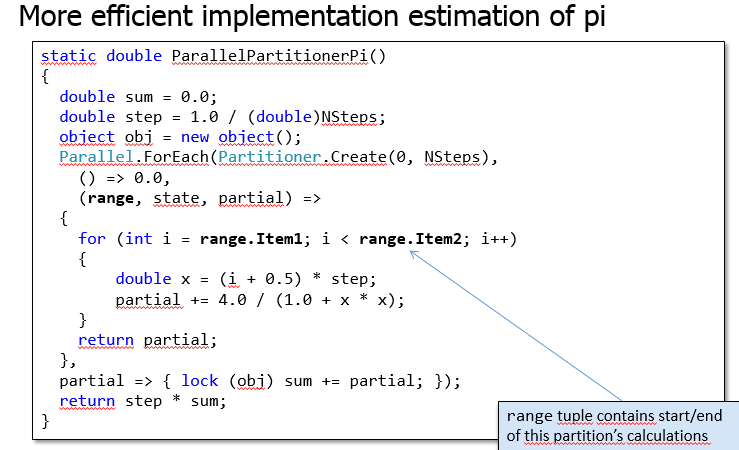 More efficient implementation estimation of pi
static double ParallelPartitionerPi()
{
  double sum = 0.0;
  double step = 1.0 / (double)NSteps;
  object obj = new object();
  Parallel.ForEach(Partitioner.Create(0, NSteps),
    () => 0.0,
    (range, state, partial) =>
  {
    for (int i = range.Item1; i < range.Item2; i++)
    {
        double x = (i + 0.5) * step;
        partial += 4.0 / (1.0 + x * x);
    }
    return partial;
  },
  partial => { lock (obj) sum += partial; });
  return step * sum;
}
range tuple contains start/end
of this partition’s calculations